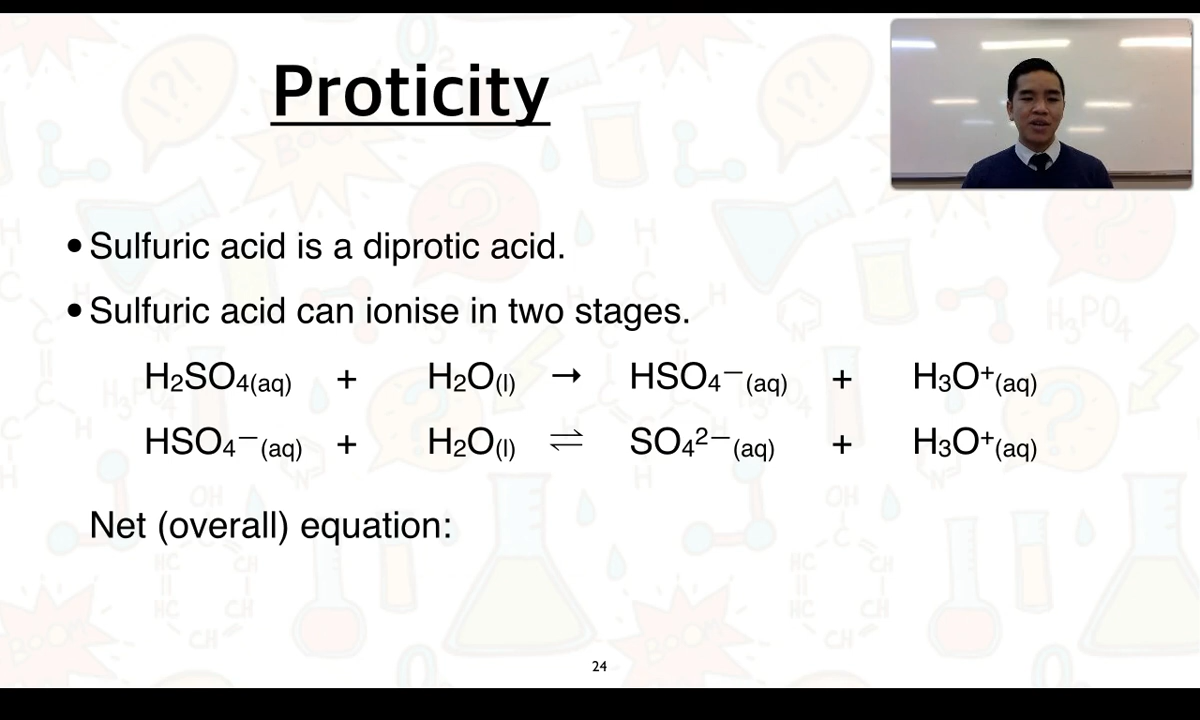 Proticity
• Sulfuric acid is a diprotic acid.
• Sulfuric acid can ionise in two stages.
H₂SO₄(aq) + H₂O(l) → HSO₄⁻(aq) + H₃O⁺(aq)
HSO₄⁻(aq) + H₂O(l) ⇌ SO₄²⁻(aq) + H₃O⁺(aq)
Net (overall) equation:
24